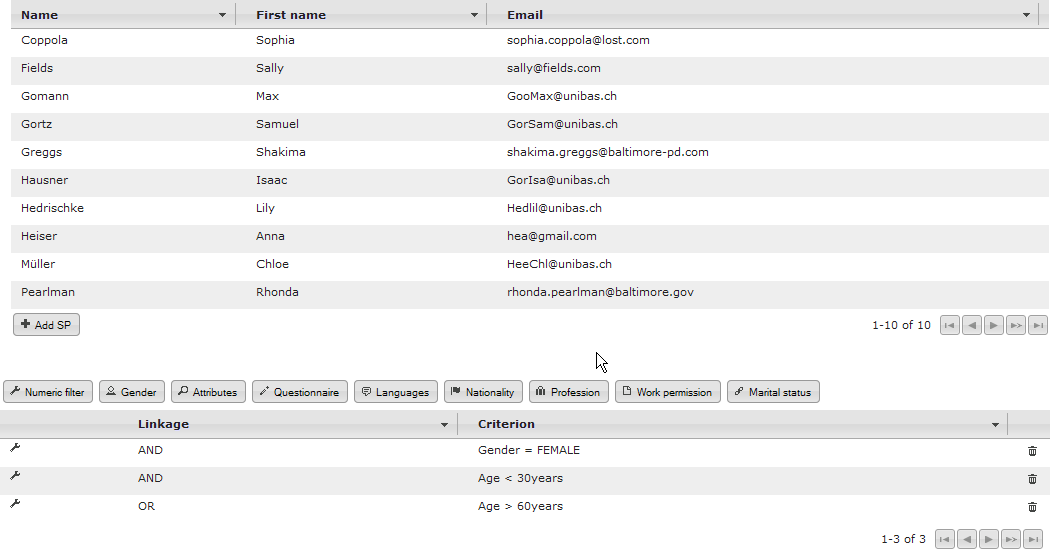 Name First name Email
Coppola Sophia sophia.coppola@lost.com
Fields Sally sally@fields.com
Gomann Max GooMax@unibas.ch
Gortz Samuel GorSam@unibas.ch
Greggs Shakima shakima.greggs@baltimore-pd.com
Hausner Isaac GorIsa@unibas.ch
Hedrischke Lily Hedlil@unibas.ch
Heiser Anna hea@gmail.com
Müller Chloe HeeChl@unibas.ch
Pearlman Rhonda rhonda.pearlman@baltimore.gov
Add SP 1-10 of 10
Numeric filter Gender Attributes Questionnaire Languages Nationality Profession Work permission Marital status
Linkage Criterion
AND Gender = FEMALE
AND Age < 30years
OR Age > 60years
1-3 of 3